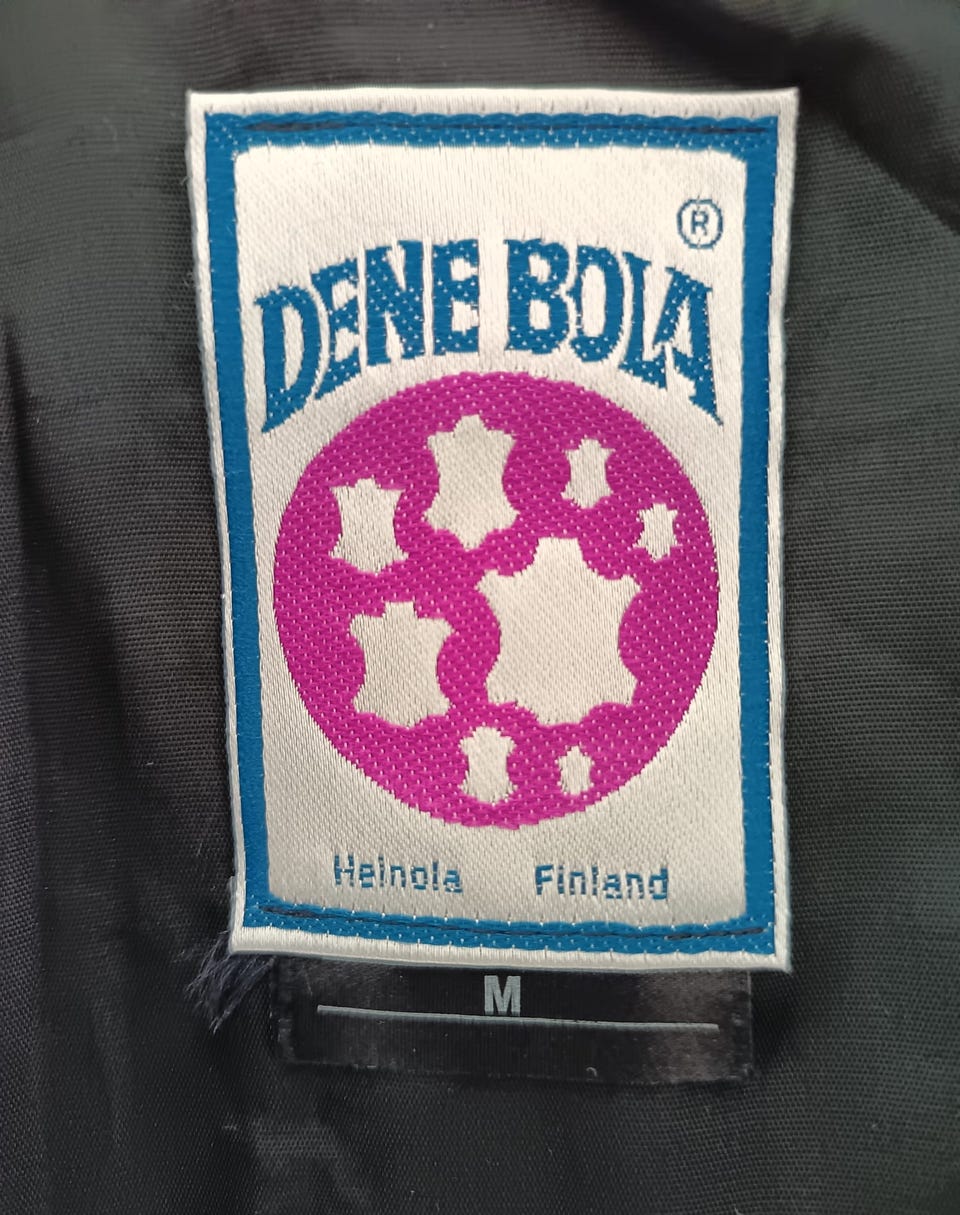 ®
DENE BOLA
Heinola Finland
M